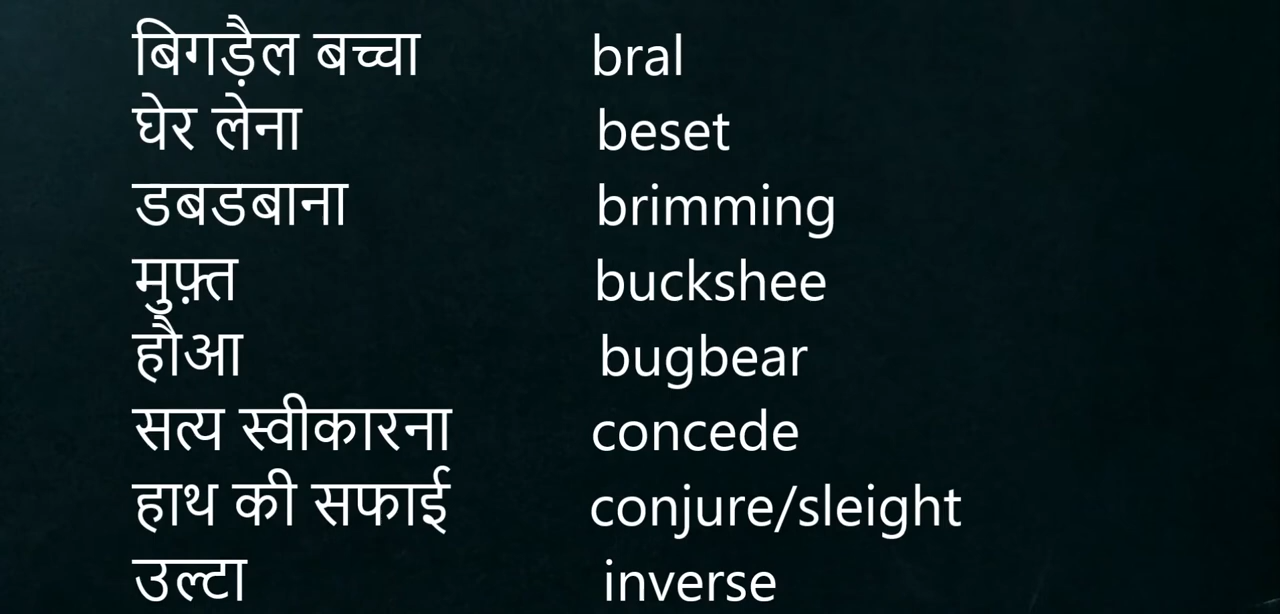 बिगड़ैल बच्चा bral
घेर लेना beset
डबडबाना brimming
मुफ़्त buckshee
हौआ bugbear
सत्य स्वीकारना concede
हाथ की सफाई conjure/sleight
उल्टा inverse